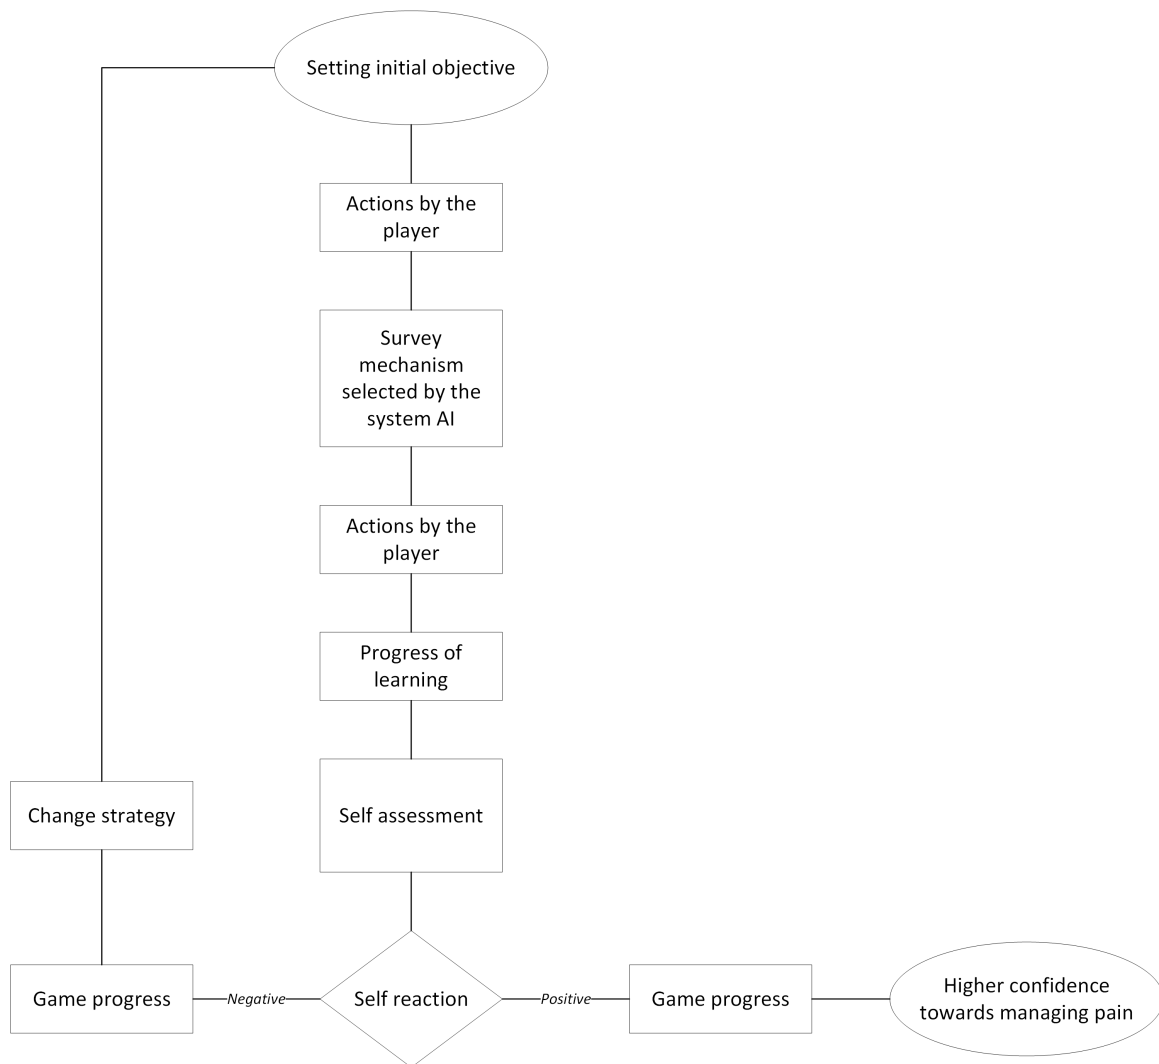 Setting initial objective
Actions by the
player
Survey
mechanism
selected by the
system AI
Actions by the
player
Progress of
learning
Change strategy
Self assessment
Game progress
Negative
Self reaction
Positive
Game progress
Higher confidence
towards managing pain